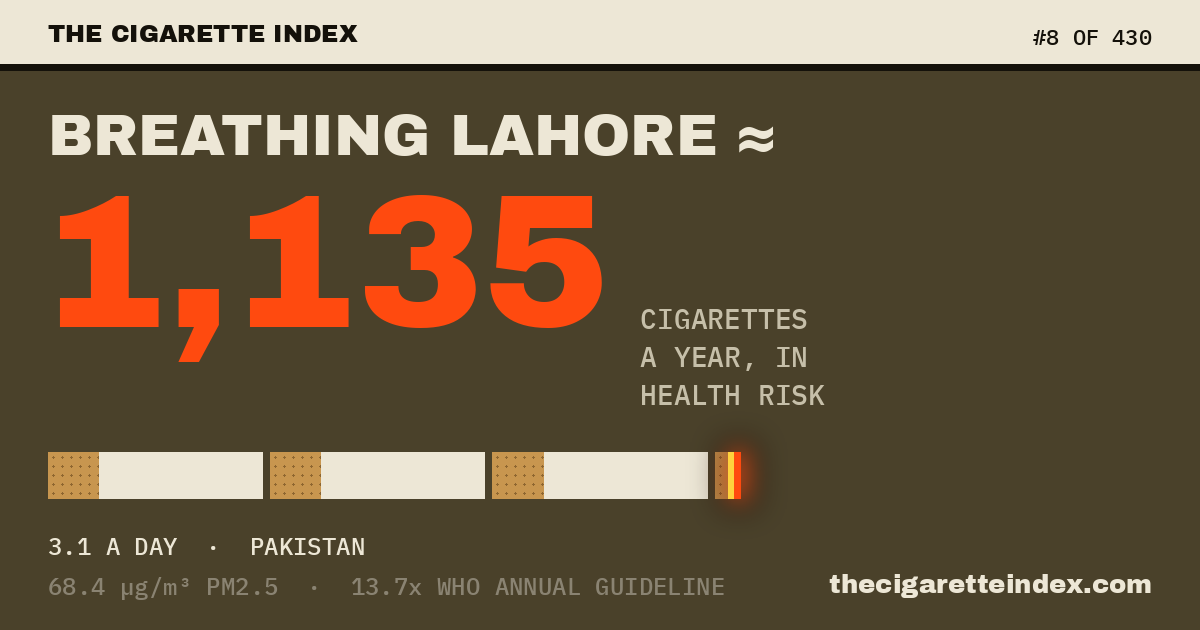 THE CIGARETTE INDEX
#8 OF 430
BREATHING LAHORE ≈
1,135
CIGARETTES
A YEAR, IN
HEALTH RISK
3.1 A DAY · PAKISTAN
68.4 µg/m³ PM2.5 · 13.7x WHO ANNUAL GUIDELINE
thecigaretteindex.com